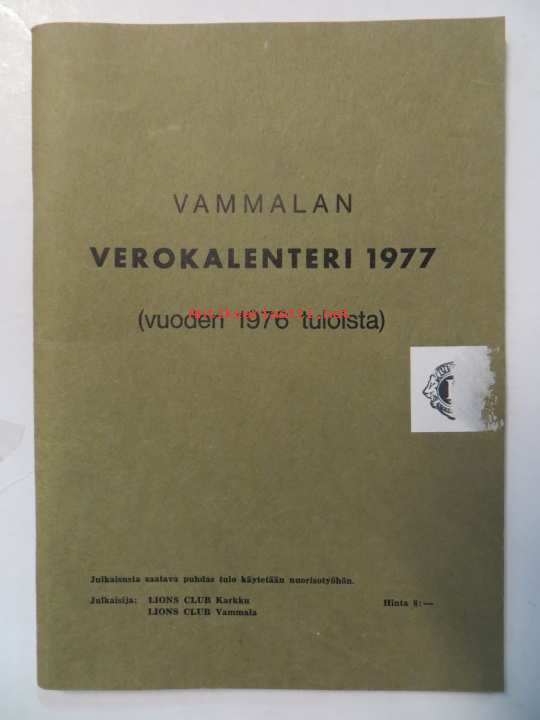 VAMMALAN
VEROKALENTERI 1977
(vuoden 1976 tuloista)
Julkaisusta saatava puhdas tulo käytetään nuorisotyöhön.
Julkaisija: LIONS CLUB Karkku
LIONS CLUB Vammala
Hinta 8:—